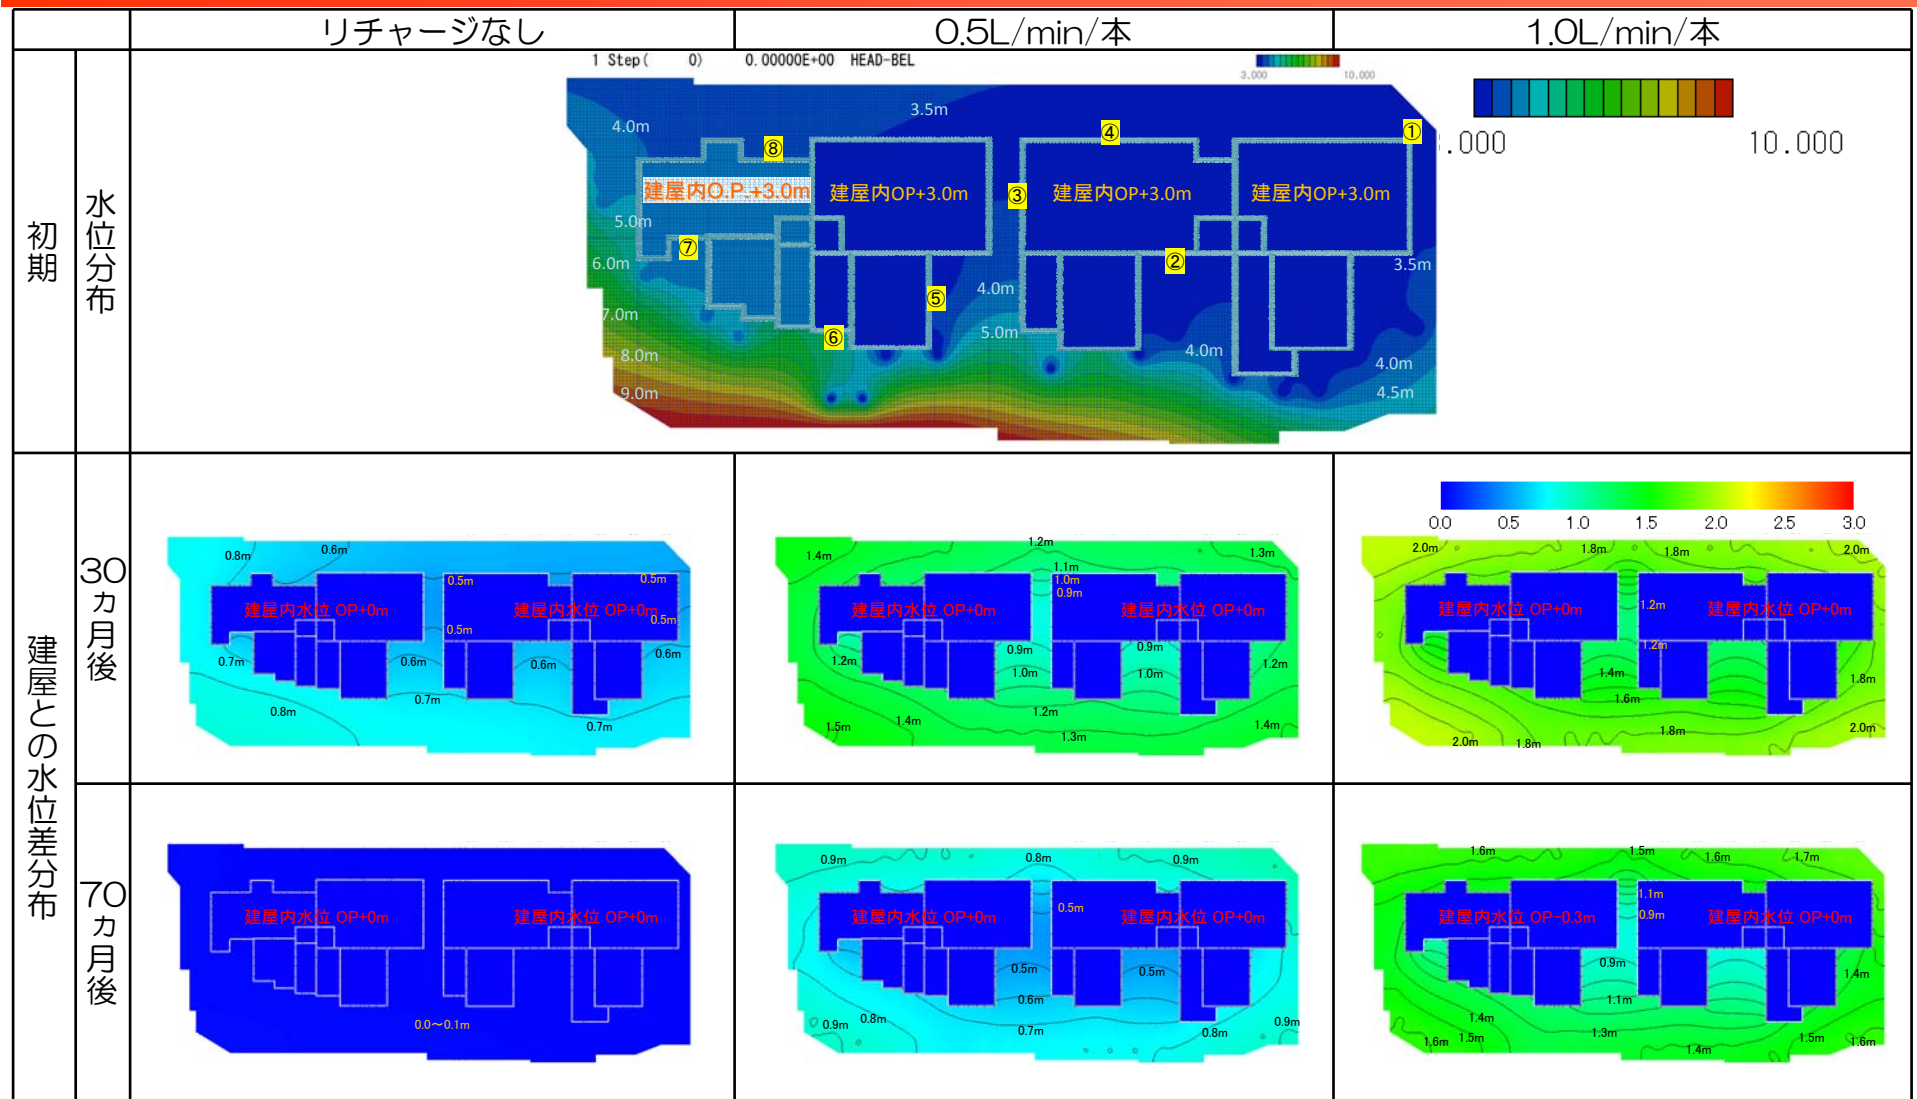 リチャージなし
0.5L/min/本
1.0L/min/本
初期
水位分布
1 Step( 0) 0.00000E+00 HEAD-BEL
3.000 10.000
.000 10.000
3.5m
4.0m
⑧
④
①
建屋内O.P.+3.0m
建屋内OP+3.0m
③
建屋内OP+3.0m
建屋内OP+3.0m
5.0m
⑦
②
6.0m
3.5m
4.0m
⑤
7.0m
5.0m
⑥
4.0m
8.0m
4.0m
9.0m
4.5m
建屋との水位差分布
30ヵ月後
0.8m
0.6m
0.5m
0.5m
建屋内水位 OP+0m
建屋内水位 OP+0m
0.5m
0.5m
0.7m
0.6m
0.6m
0.6m
0.7m
0.8m
0.7m
1.4m
1.2m
1.3m
1.1m
1.0m
0.9m
建屋内水位 OP+0m
建屋内水位 OP+0m
0.9m
0.9m
1.2m
1.0m
1.0m
1.2m
1.2m
1.5m
1.4m
1.3m
1.4m
0.0 0.5 1.0 1.5 2.0 2.5 3.0
2.0m
1.8m
1.8m
2.0m
建屋内水位 OP+0m
1.2m
建屋内水位 OP+0m
1.2m
1.4m
1.8m
1.6m
2.0m
1.8m
1.8m
2.0m
70ヵ月後
建屋内水位 OP+0m
建屋内水位 OP+0m
0.0～0.1m
0.9m
0.8m
0.9m
建屋内水位 OP+0m
0.5m
建屋内水位 OP+0m
0.5m
0.5m
0.6m
0.9m
0.8m
0.7m
0.8m
0.9m
1.6m
1.5m
1.6m
1.7m
1.1m
建屋内水位 OP-0.3m
0.9m
建屋内水位 OP+0m
0.9m
1.4m
1.1m
1.4m
1.3m
1.6m
1.5m
1.4m
1.5m
1.6m